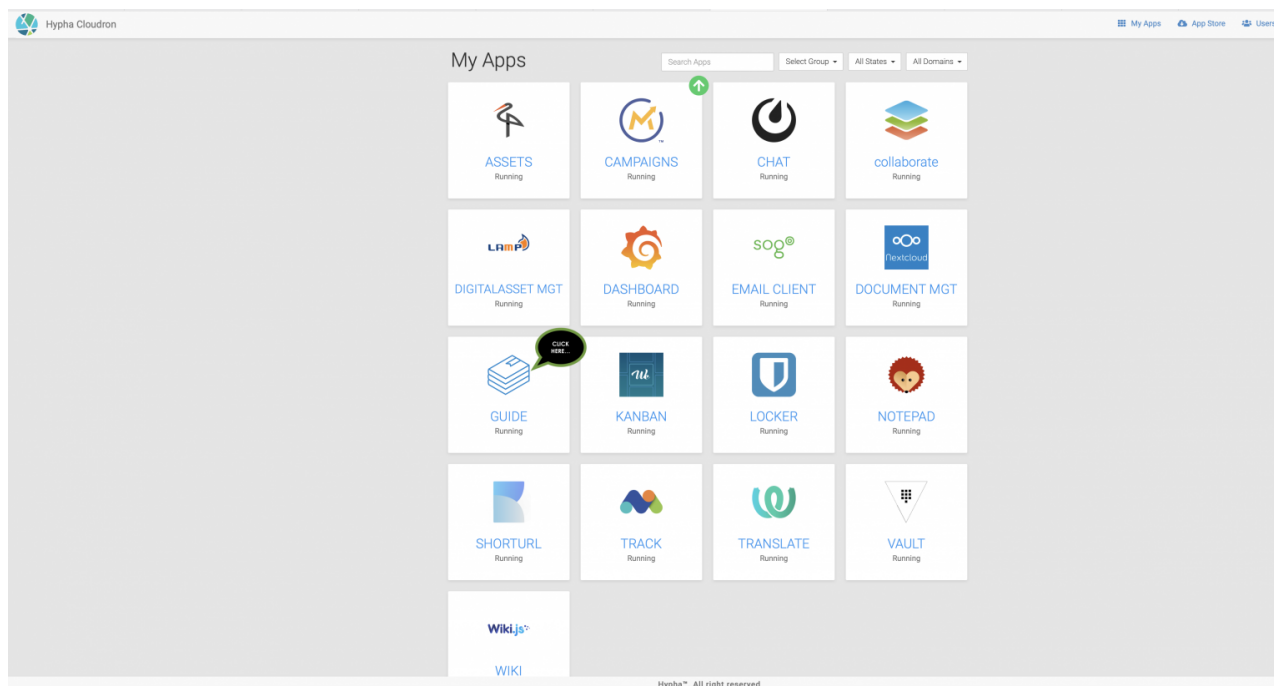 Hypha Cloudron
My Apps
App Store
Users
My Apps
Search Apps
Select Group
All States
All Domains
ASSETS
Running
TM
CAMPAIGNS
Running
CHAT
Running
collaborate
Running
LAMP
DIGITALASSET MGT
Running
DASHBOARD
Running
sogo
EMAIL CLIENT
Running
Nextcloud
DOCUMENT MGT
Running
CLICK
HERE...
GUIDE
Running
KANBAN
Running
LOCKER
Running
NOTEPAD
Running
SHORTURL
Running
TRACK
Running
TRANSLATE
Running
VAULT
Running
Wiki.js
WIKI
Hypha™. All right reserved